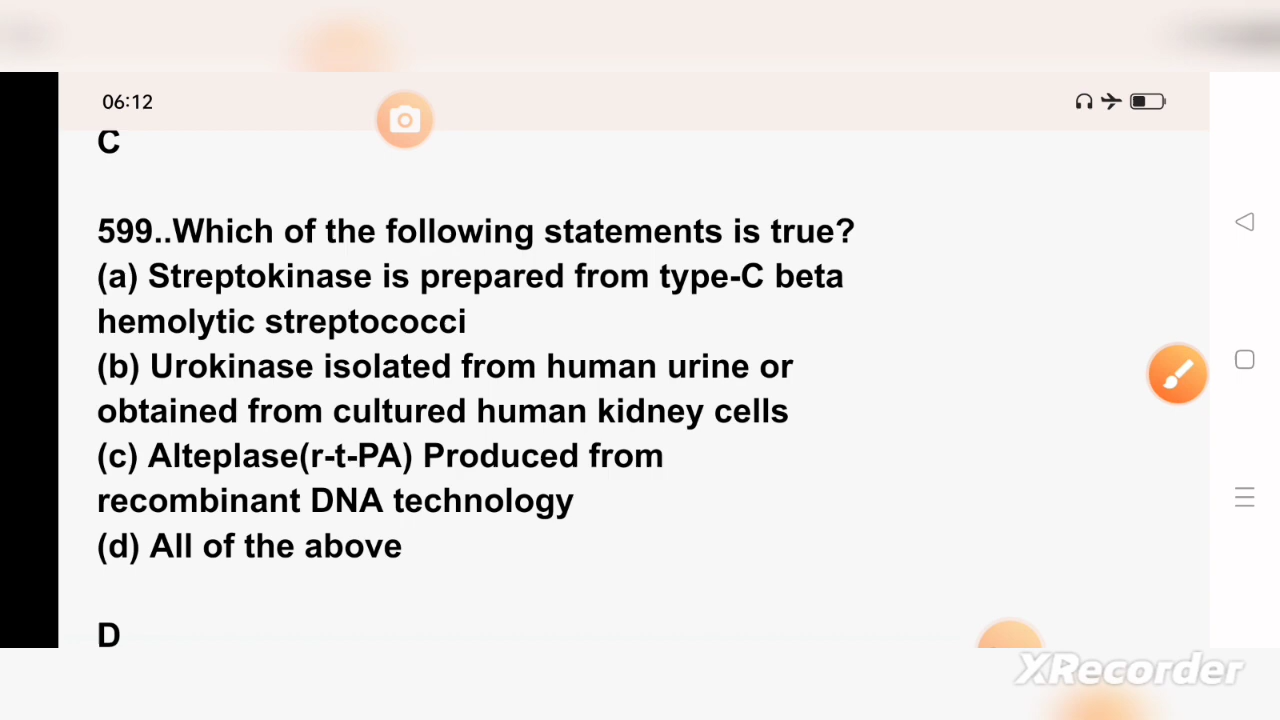 06:12
C
599..Which of the following statements is true?
(a) Streptokinase is prepared from type-C beta
hemolytic streptococci
(b) Urokinase isolated from human urine or
obtained from cultured human kidney cells
(c) Alteplase(r-t-PA) Produced from
recombinant DNA technology
(d) All of the above
D
XRecorder